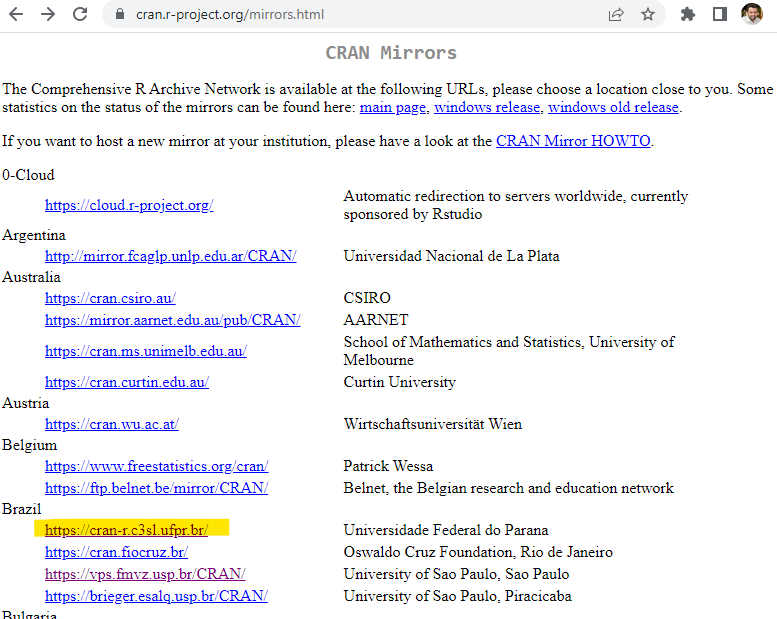 cran.r-project.org/mirrors.html
CRAN Mirrors
The Comprehensive R Archive Network is available at the following URLs, please choose a location close to you. Some
statistics on the status of the mirrors can be found here: main page, windows release, windows old release.
If you want to host a new mirror at your institution, please have a look at the CRAN Mirror HOWTO.
0-Cloud
https://cloud.r-project.org/ Automatic redirection to servers worldwide, currently
sponsored by Rstudio
Argentina
http://mirror.fcaglp.unlp.edu.ar/CRAN/ Universidad Nacional de La Plata
Australia
https://cran.csiro.au/ CSIRO
https://mirror.aarnet.edu.au/pub/CRAN/ AARNET
https://cran.ms.unimelb.edu.au/ School of Mathematics and Statistics, University of
Melbourne
https://cran.curtin.edu.au/ Curtin University
Austria
https://cran.wu.ac.at/ Wirtschaftsuniversität Wien
Belgium
https://www.freestatistics.org/cran/ Patrick Wessa
https://ftp.belnet.be/mirror/CRAN/ Belnet, the Belgian research and education network
Brazil
https://cran-r.c3sl.ufpr.br/ Universidade Federal do Parana
https://cran.fiocruz.br/ Oswaldo Cruz Foundation, Rio de Janeiro
https://vps.fmvz.usp.br/CRAN/ University of Sao Paulo, Sao Paulo
https://brieger.esalq.usp.br/CRAN/ University of Sao Paulo, Piracicaba
Bulgaria